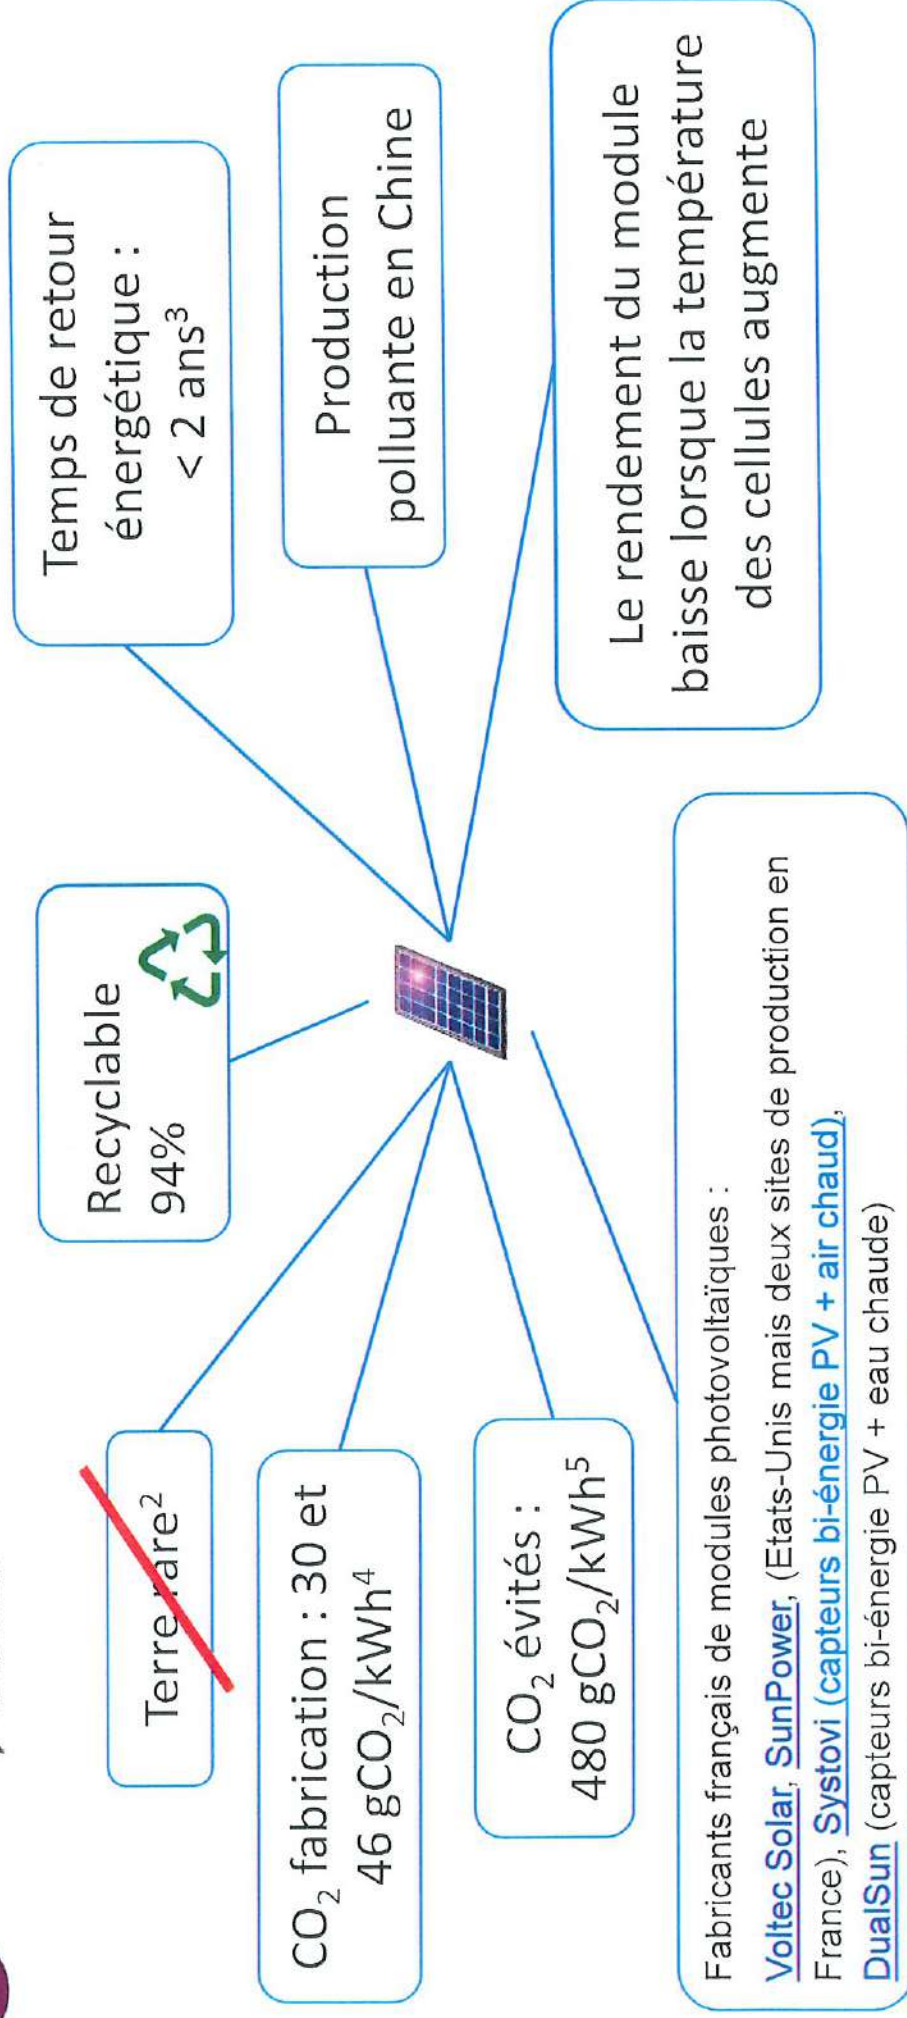 Terre rare²
CO₂ fabrication : 30 et
46 gCO₂/kWh⁴
CO₂ évités :
480 gCO₂/kWh⁵
Recyclable
94%
Temps de retour
énergétique :
< 2 ans³
Production
polluante en Chine
Le rendement du module
baisse lorsque la température
des cellules augmente
Fabricants français de modules photovoltaïques :
Voltec Solar, SunPower, (Etats-Unis mais deux sites de production en
France), Systovi (capteurs bi-énergie PV + air chaud),
DualSun (capteurs bi-énergie PV + eau chaude)